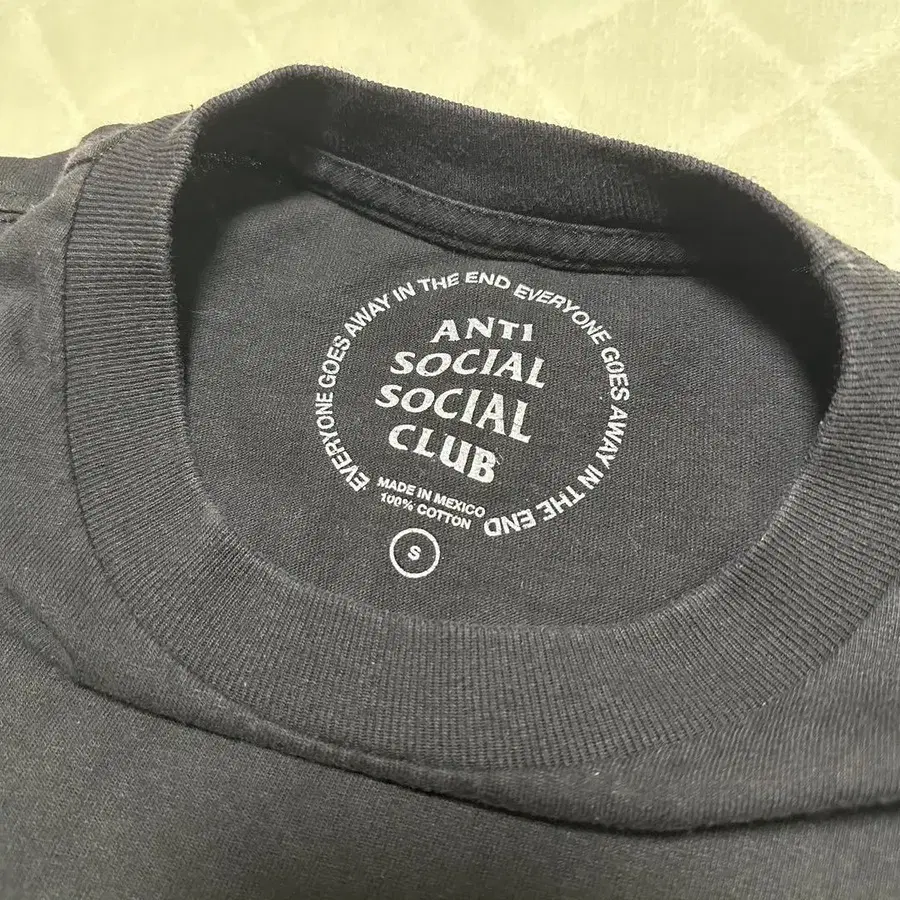 EVERYONE GOES AWAY IN THE END EVERYONE GOES AWAY IN THE END
ANTI
SOCIAL
SOCIAL
CLUB
MADE IN MEXICO
100% COTTON
S